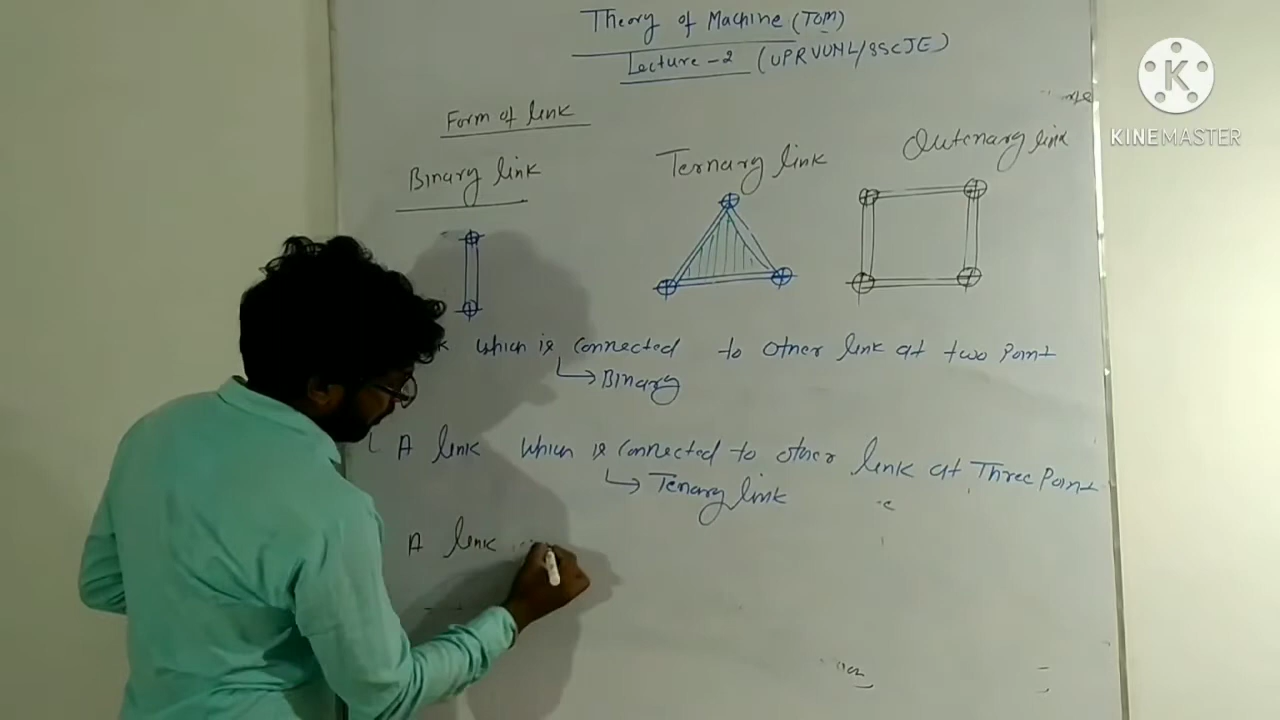 Theory of Machine (TOM)
Lecture-2 (UPRVUNL/SSCJE)
Form of link
Binary link
Ternary link
Qutenary link
K
KINEMASTER
which is connected to other link at two Point
Binary
A link which is connected to other link at Three Point
Tenary link
A link